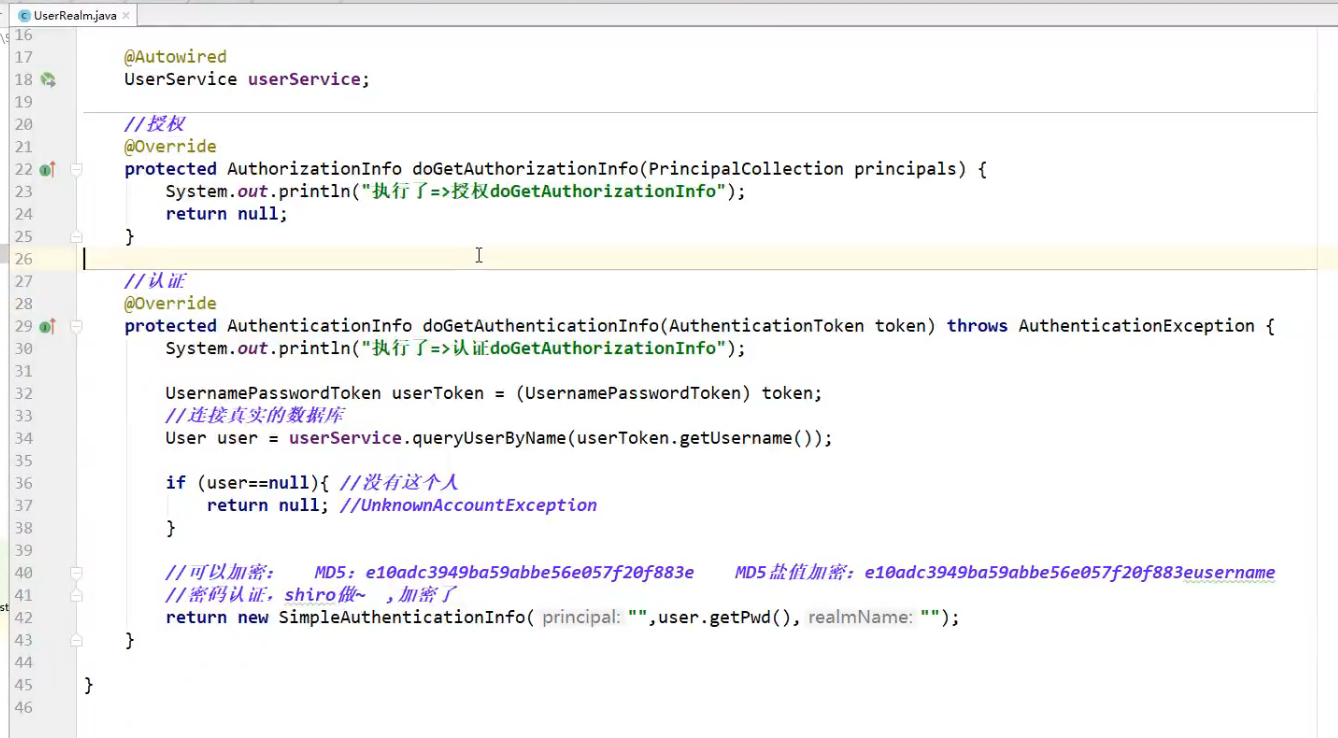 UserRealm.java ×
16
17 @Autowired
18 UserService userService;
19
20 //授权
21 @Override
22 protected AuthorizationInfo doGetAuthorizationInfo(PrincipalCollection principals) {
23 System.out.println("执行了=>授权doGetAuthorizationInfo");
24 return null;
25 }
26
27 //认证
28 @Override
29 protected AuthenticationInfo doGetAuthenticationInfo(AuthenticationToken token) throws AuthenticationException {
30 System.out.println("执行了=>认证doGetAuthorizationInfo");
31
32 UsernamePasswordToken userToken = (UsernamePasswordToken) token;
33 //连接真实的数据库
34 User user = userService.queryUserByName(userToken.getUsername());
35
36 if (user==null){ //没有这个人
37 return null; //UnknownAccountException
38 }
39
40 //可以加密: MD5: e10adc3949ba59abbe56e057f20f883e MD5盐值加密: e10adc3949ba59abbe56e057f20f883eusername
41 //密码认证, shiro做~ ,加密了
42 return new SimpleAuthenticationInfo( principal: "",user.getPwd(), realmName: "");
43 }
44
45 }
46